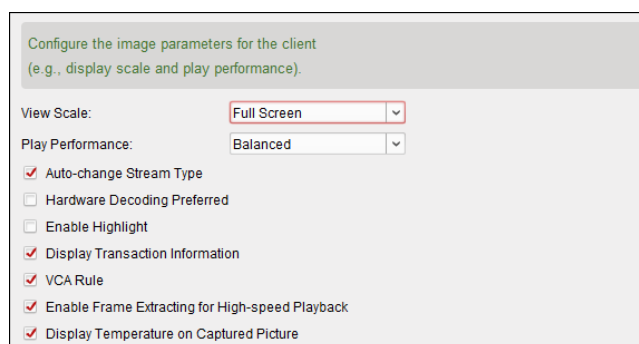 Configure the image parameters for the client
(e.g., display scale and play performance).
View Scale: Full Screen
Play Performance: Balanced
Auto-change Stream Type
Hardware Decoding Preferred
Enable Highlight
Display Transaction Information
VCA Rule
Enable Frame Extracting for High-speed Playback
Display Temperature on Captured Picture